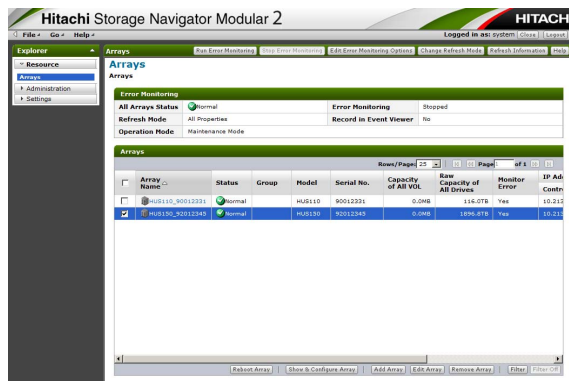 Hitachi Storage Navigator Modular 2
HITACH
File Go Help
Logged in as: system Close Logout
Explorer
Arrays
Run Error Monitoring Stop Error Monitoring Edit Error Monitoring Options Change Refresh Mode Refresh Information Help
Resource
Arrays
Administration
Settings
Arrays
Arrays
Error Monitoring
All Arrays Status Normal Error Monitoring Stopped
Refresh Mode All Properties Record in Event Viewer No
Operation Mode Maintenance Mode
Arrays
Rows/Page: 25 Page 1 of 1
Array Name Status Group Model Serial No. Capacity of All VOL Raw Capacity of All Drives Monitor Error IP Ad
Contr
HUS110_90012331 Normal HUS110 90012331 0.0MB 116.0TB Yes 10.212
HUS150_92012345 Normal HUS150 92012345 0.0MB 1896.8TB Yes 10.21
Reboot Array Show & Configure Array Add Array Edit Array Remove Array Filter Filter Off